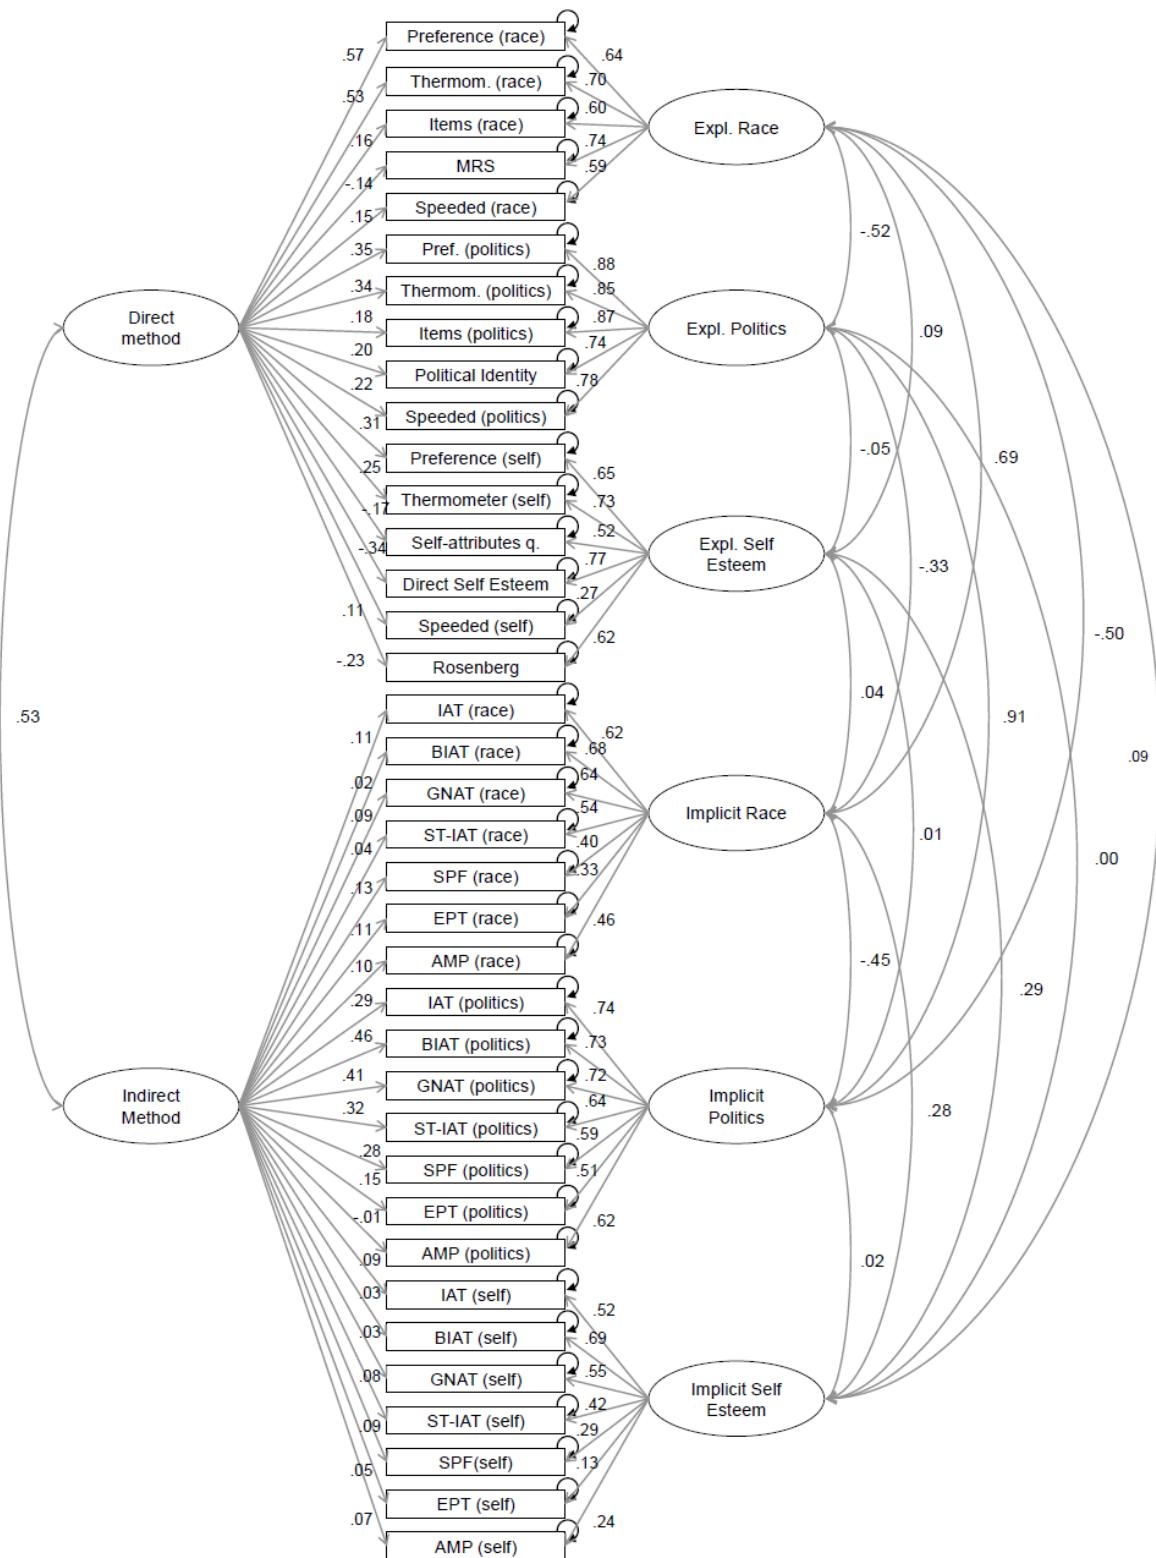 Preference (race)
.57
.64
Thermom. (race)
.70
.53
Items (race)
.60
Expl. Race
.16
.74
MRS
.59
-.14
Speeded (race)
.15
-.52
Pref. (politics)
.35
.88
Thermom. (politics)
.34
.85
Direct
method
.18
.87
Items (politics)
Expl. Politics
.09
.20
.74
Political Identity
.22
.78
Speeded (politics)
.31
-.05
Preference (self)
.69
.25
.65
Thermometer (self)
-.17
.73
Self-attributes q.
.52
Expl. Self
Esteem
-.34
.77
-.33
Direct Self Esteem
.27
.11
Speeded (self)
-.50
.62
-.23
Rosenberg
.04
IAT (race)
.53
.91
.11
.62
BIAT (race)
.68
.09
.02
.64
GNAT (race)
.54
Implicit Race
.09
ST-IAT (race)
.01
.04
.40
.00
SPF (race)
.33
.13
EPT (race)
.46
.11
AMP (race)
-.45
.10
.29
IAT (politics)
.29
.74
.46
BIAT (politics)
.73
.41
GNAT (politics)
.72
Indirect
Method
Implicit
Politics
.32
.64
.28
ST-IAT (politics)
.59
.28
SPF (politics)
.51
.15
EPT (politics)
-.01
.62
AMP (politics)
.09
.02
IAT (self)
.03
.52
BIAT (self)
.03
.69
GNAT (self)
.08
.55
Implicit Self
Esteem
.42
ST-IAT (self)
.09
.29
SPF(self)
.05
.13
EPT (self)
.07
.24
AMP (self)